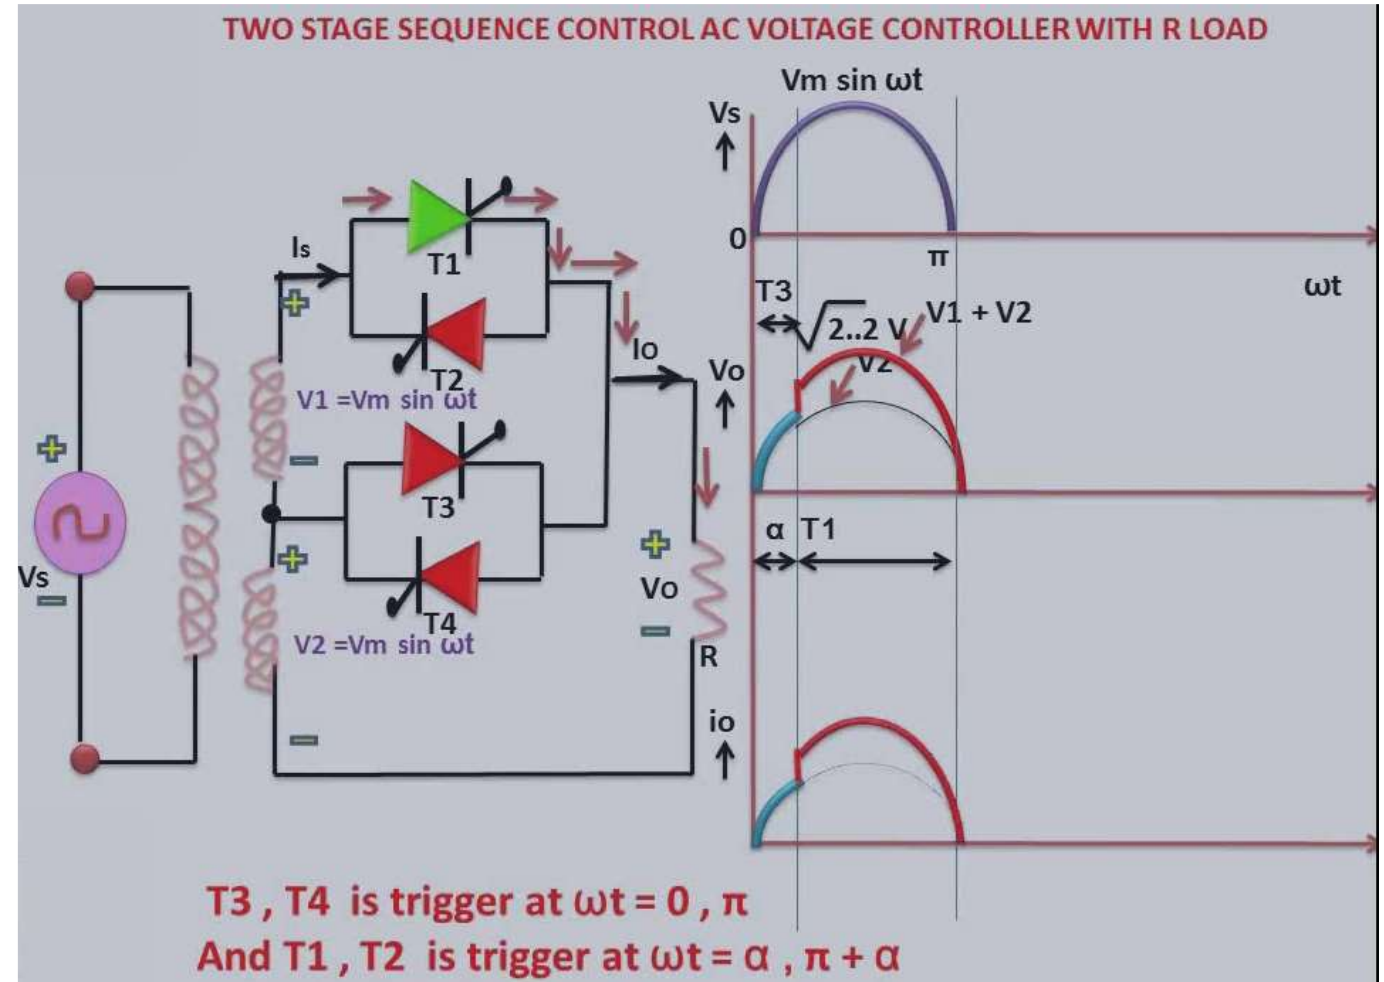 TWO STAGE SEQUENCE CONTROL AC VOLTAGE CONTROLLER WITH R LOAD
Vm sin ωt
Vs
0
π
ωt
Is
T1
T2
V1 =Vm sin ωt
T3
T4
V2 =Vm sin ωt
Vs
Io
Vo
R
T3
√2..2 V
V1 + V2
V2
Vo
α T1
io
T3 , T4 is trigger at ωt = 0 , π
And T1 , T2 is trigger at ωt = α , π + α